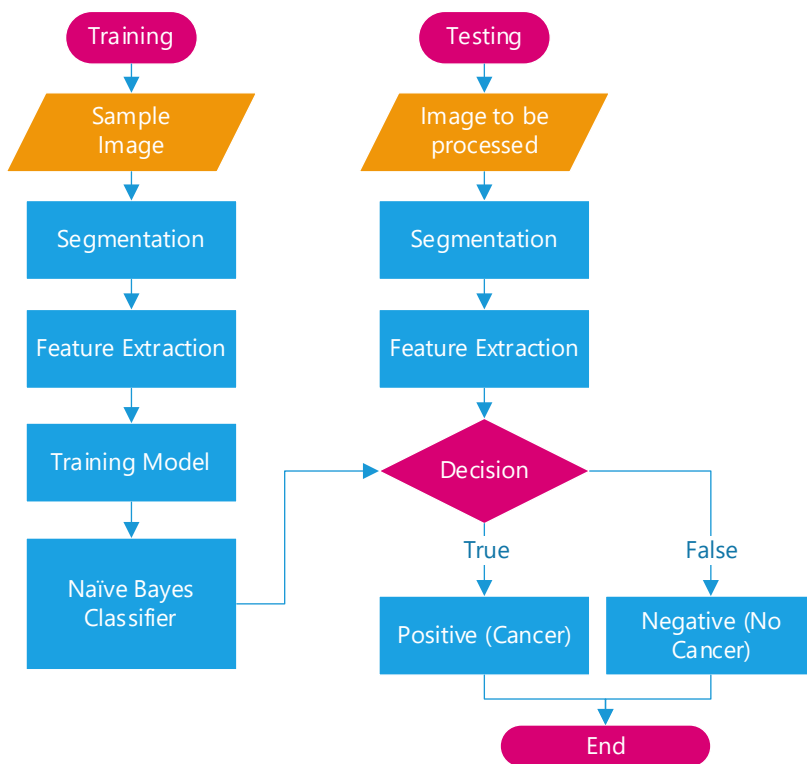 Training
Sample
Image
Segmentation
Feature Extraction
Training Model
Naïve Bayes
Classifier
Testing
Image to be
processed
Segmentation
Feature Extraction
Decision
True
False
Positive (Cancer)
Negative (No
Cancer)
End